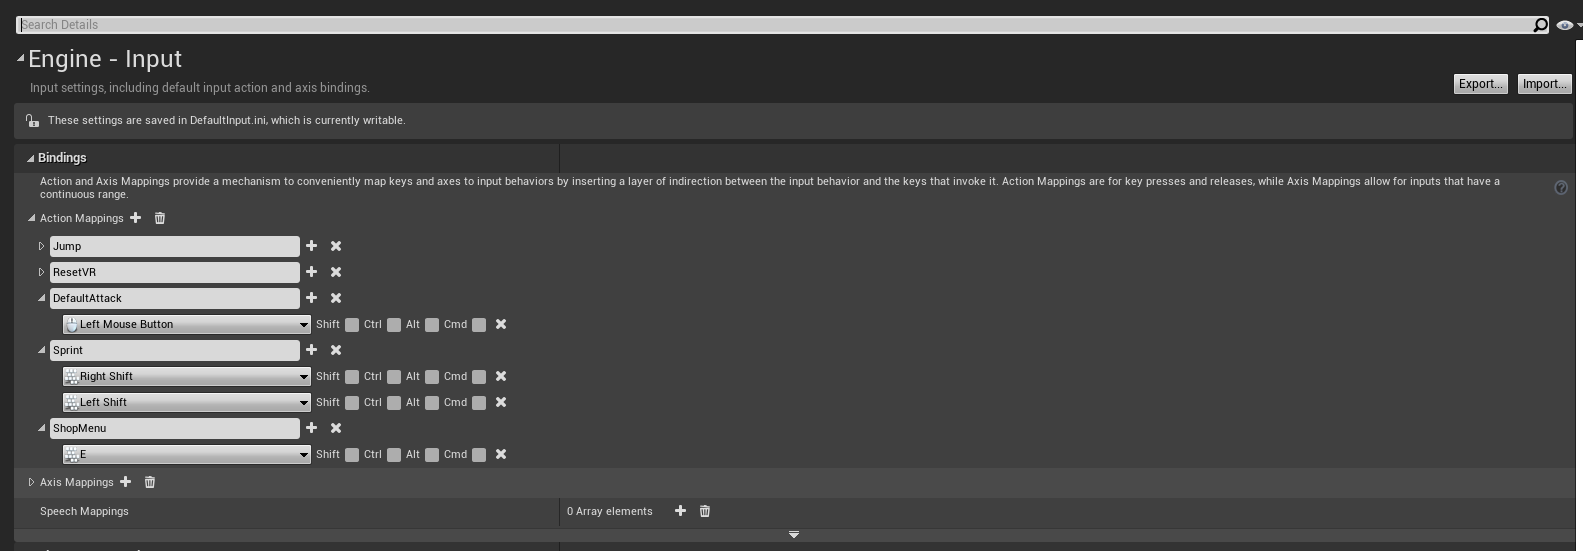 Search Details
Engine - Input
Input settings, including default input action and axis bindings.
Export... Import...
These settings are saved in DefaultInput.ini, which is currently writable.
Bindings
Action and Axis Mappings provide a mechanism to conveniently map keys and axes to input behaviors by inserting a layer of indirection between the input behavior and the keys that invoke it. Action Mappings are for key presses and releases, while Axis Mappings allow for inputs that have a
continuous range.
Action Mappings
Jump
ResetVR
DefaultAttack
Left Mouse Button Shift Ctrl Alt Cmd
Sprint
Right Shift Shift Ctrl Alt Cmd
Left Shift Shift Ctrl Alt Cmd
ShopMenu
E Shift Ctrl Alt Cmd
Axis Mappings
Speech Mappings 0 Array elements